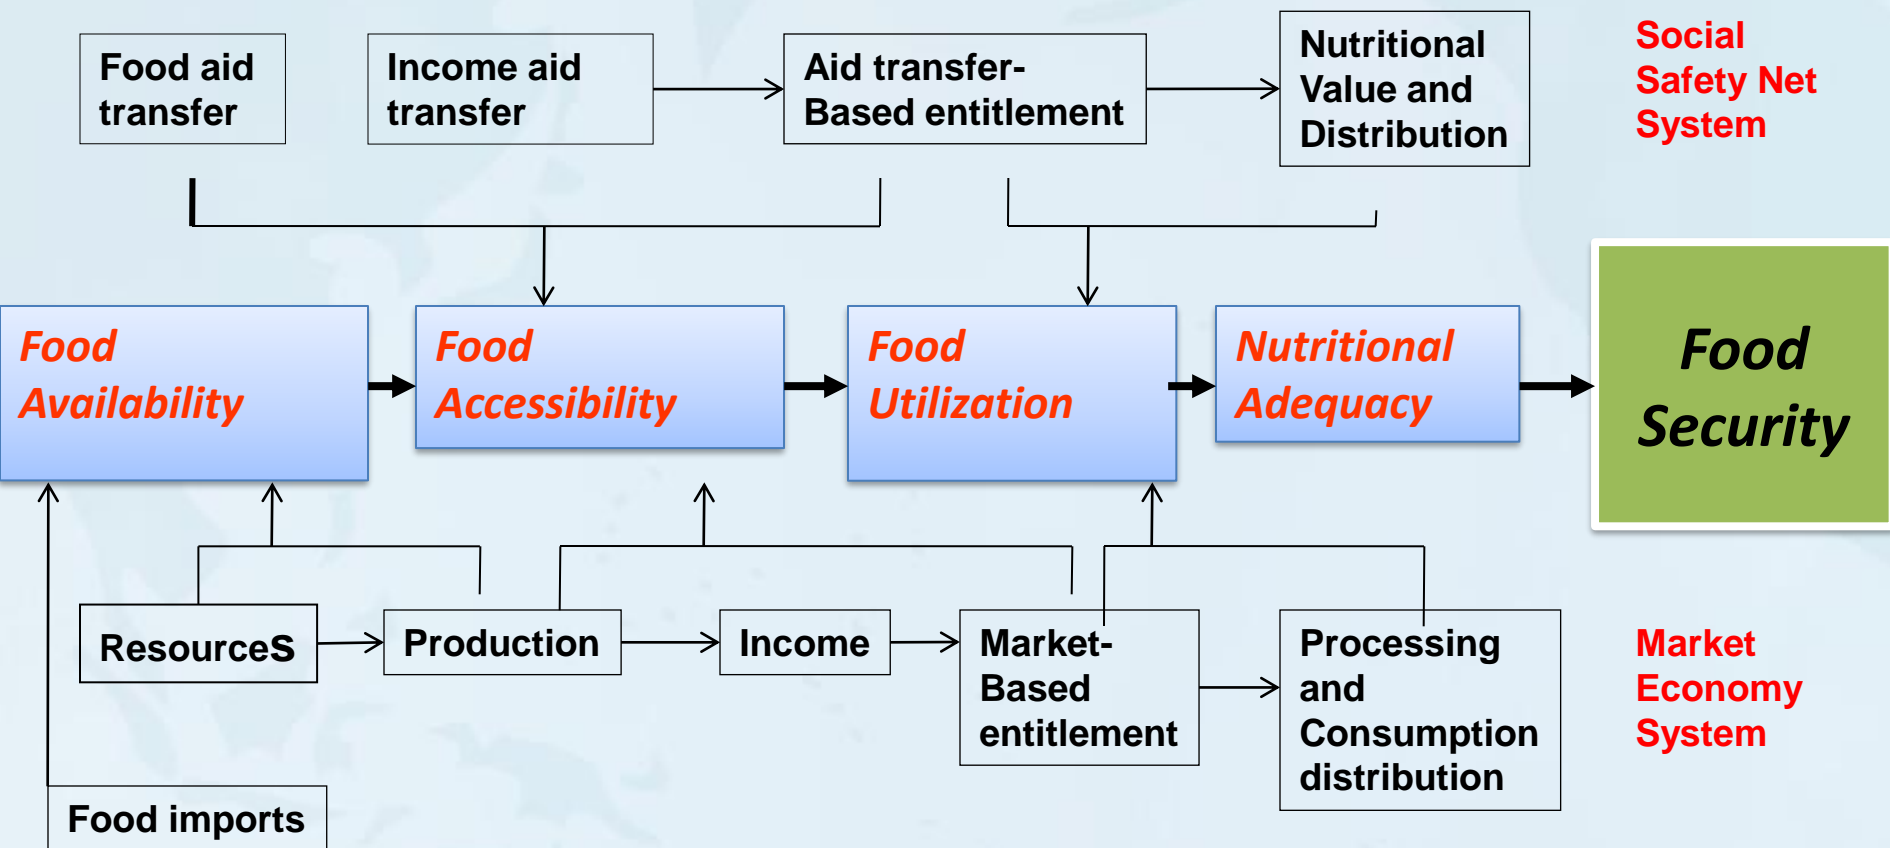 Food aid
transfer
Income aid
transfer
Aid transfer-
Based entitlement
Nutritional
Value and
Distribution
Social
Safety Net
System
Food
Availability
Food
Accessibility
Food
Utilization
Nutritional
Adequacy
Food
Security
Resources
Production
Income
Market-
Based
entitlement
Processing
and
Consumption
distribution
Market
Economy
System
Food imports